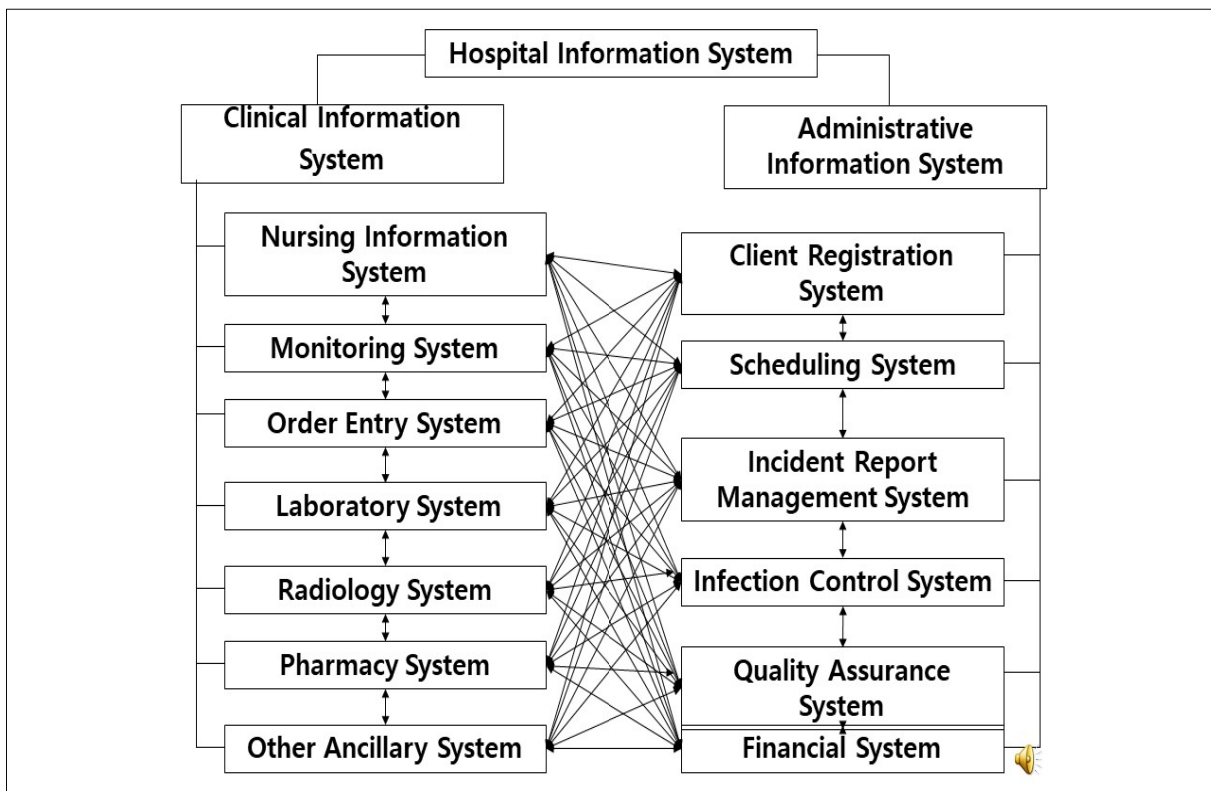 Hospital Information System
Clinical Information
System
Administrative
Information System
Nursing Information
System
Monitoring System
Order Entry System
Laboratory System
Radiology System
Pharmacy System
Other Ancillary System
Client Registration
System
Scheduling System
Incident Report
Management System
Infection Control System
Quality Assurance
System
Financial System